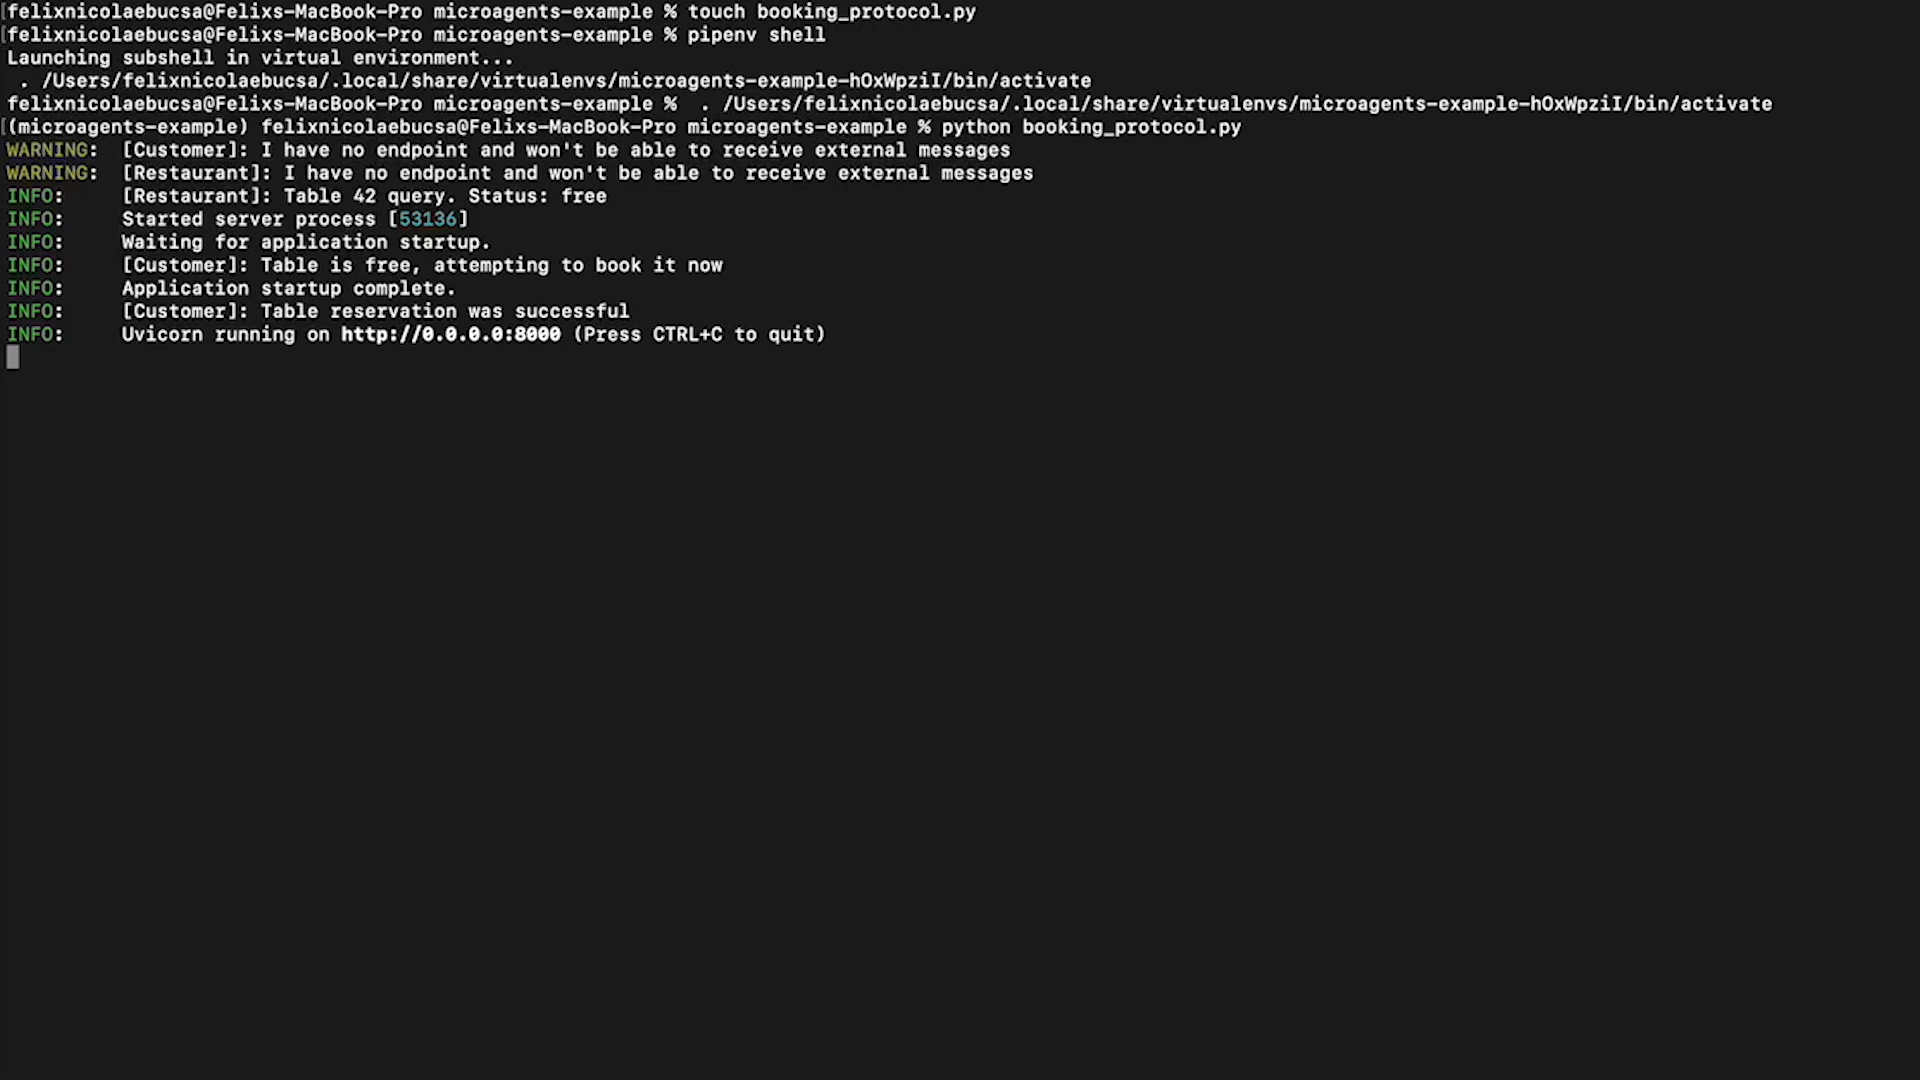 [felixnicolaebucsa@Felixs-MacBook-Pro microagents-example % touch booking_protocol.py
[felixnicolaebucsa@Felixs-MacBook-Pro microagents-example % pipenv shell
Launching subshell in virtual environment...
 . /Users/felixnicolaebucsa/.local/share/virtualenvs/microagents-example-hOxWpziI/bin/activate
felixnicolaebucsa@Felixs-MacBook-Pro microagents-example %  . /Users/felixnicolaebucsa/.local/share/virtualenvs/microagents-example-hOxWpziI/bin/activate
[(microagents-example) felixnicolaebucsa@Felixs-MacBook-Pro microagents-example % python booking_protocol.py
WARNING:  [Customer]: I have no endpoint and won't be able to receive external messages
WARNING:  [Restaurant]: I have no endpoint and won't be able to receive external messages
INFO:     [Restaurant]: Table 42 query. Status: free
INFO:     Started server process [53136]
INFO:     Waiting for application startup.
INFO:     [Customer]: Table is free, attempting to book it now
INFO:     Application startup complete.
INFO:     [Customer]: Table reservation was successful
INFO:     Uvicorn running on http://0.0.0.0:8000 (Press CTRL+C to quit)